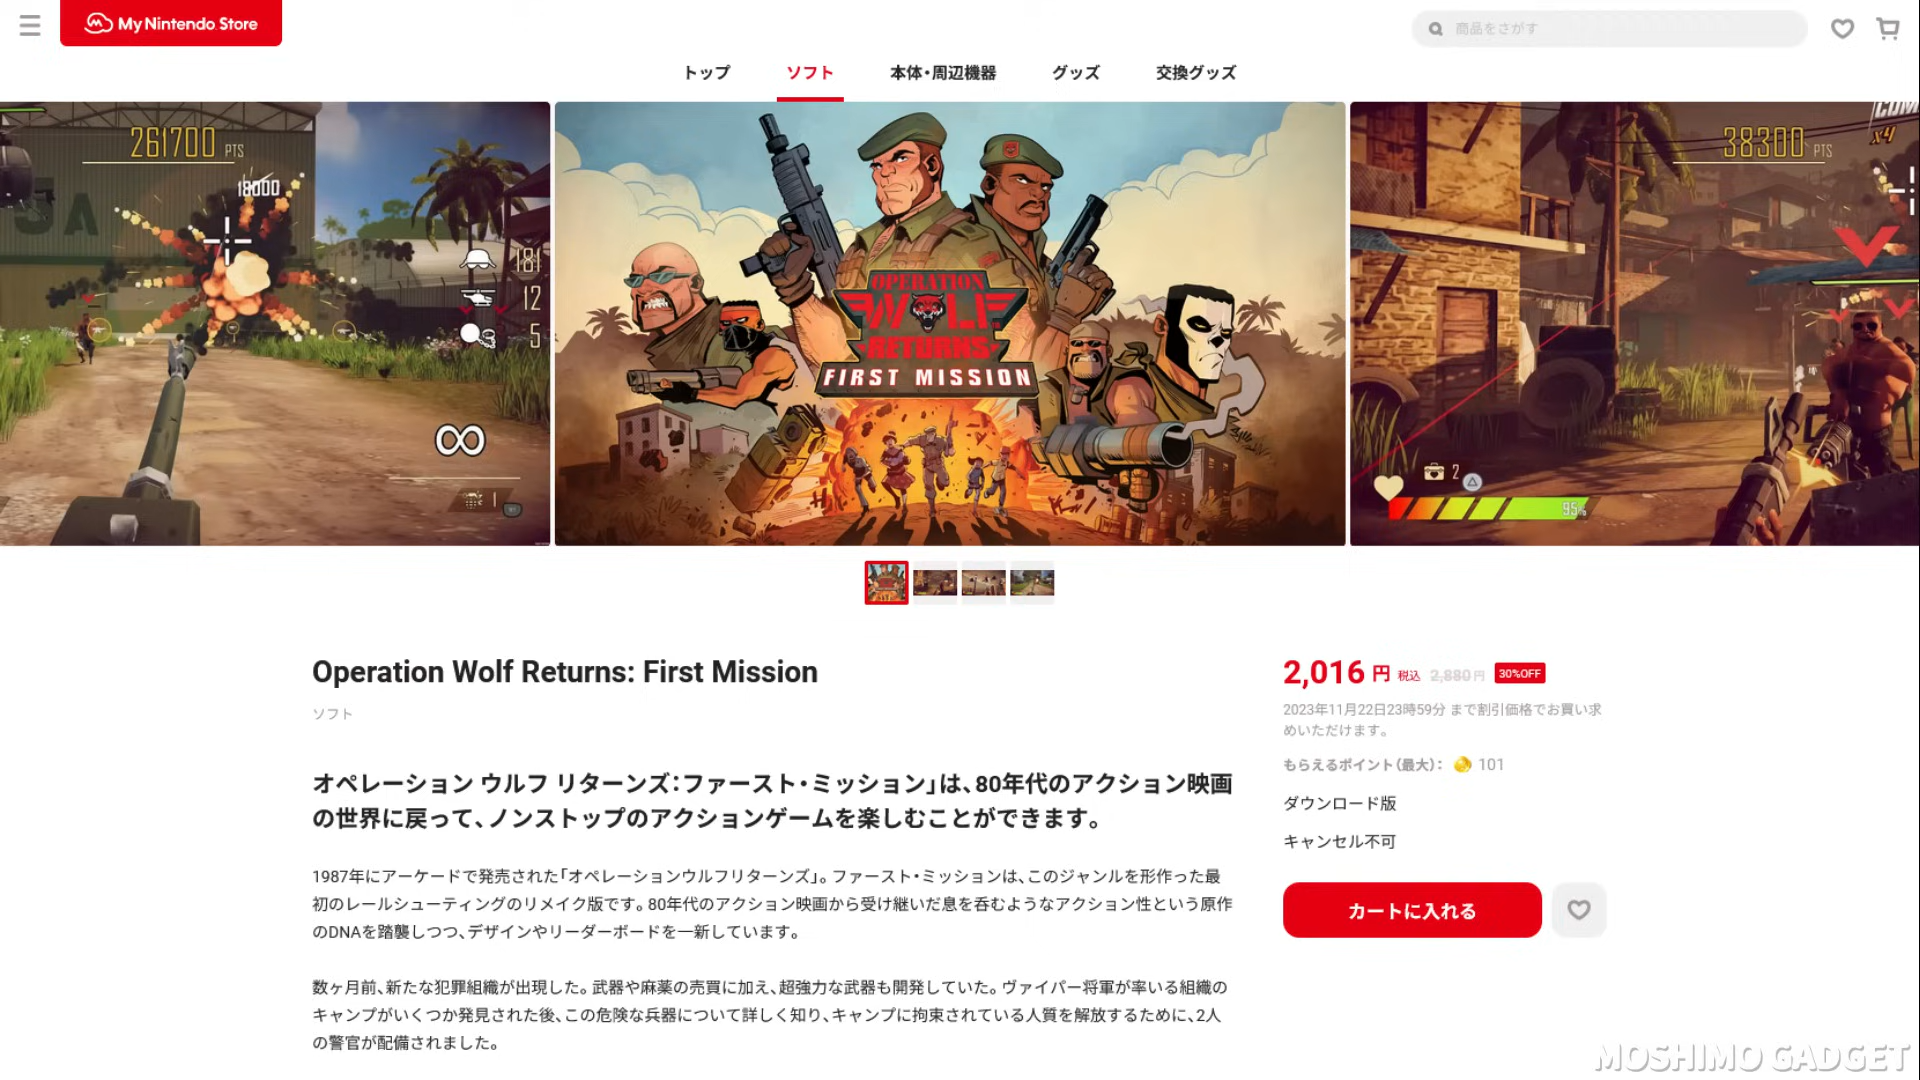 My Nintendo Store
商品をさがす
トップ
ソフト
本体・周辺機器
グッズ
交換グッズ
261700 PTS
18000
181
12
5
1
OPERATION
WOLF
RETURNS
FIRST MISSION
38300 PTS
x4
2
95%
Operation Wolf Returns: First Mission
ソフト
2,016 円 税込 2,880円 30%OFF
2023年11月22日23時59分 まで割引価格でお買い求
めいただけます。
もらえるポイント（最大）： 101
ダウンロード版
キャンセル不可
カートに入れる
オペレーション ウルフ リターンズ：ファースト・ミッション」は、80年代のアクション映画
の世界に戻って、ノンストップのアクションゲームを楽しむことができます。
1987年にアーケードで発売された「オペレーションウルフリターンズ」。ファースト・ミッションは、このジャンルを形作った最
初のレールシューティングのリメイク版です。80年代のアクション映画から受け継いだ息を呑むようなアクション性という原作
のDNAを踏襲しつつ、デザインやリーダーボードを一新しています。
数ヶ月前、新たな犯罪組織が出現した。武器や麻薬の売買に加え、超強力な武器も開発していた。ヴァイパー将軍が率いる組織の
キャンプがいくつか発見された後、この危険な兵器について詳しく知り、キャンプに拘束されている人質を解放するために、2人
の警官が配備されました。
MOSHIMO GADGET